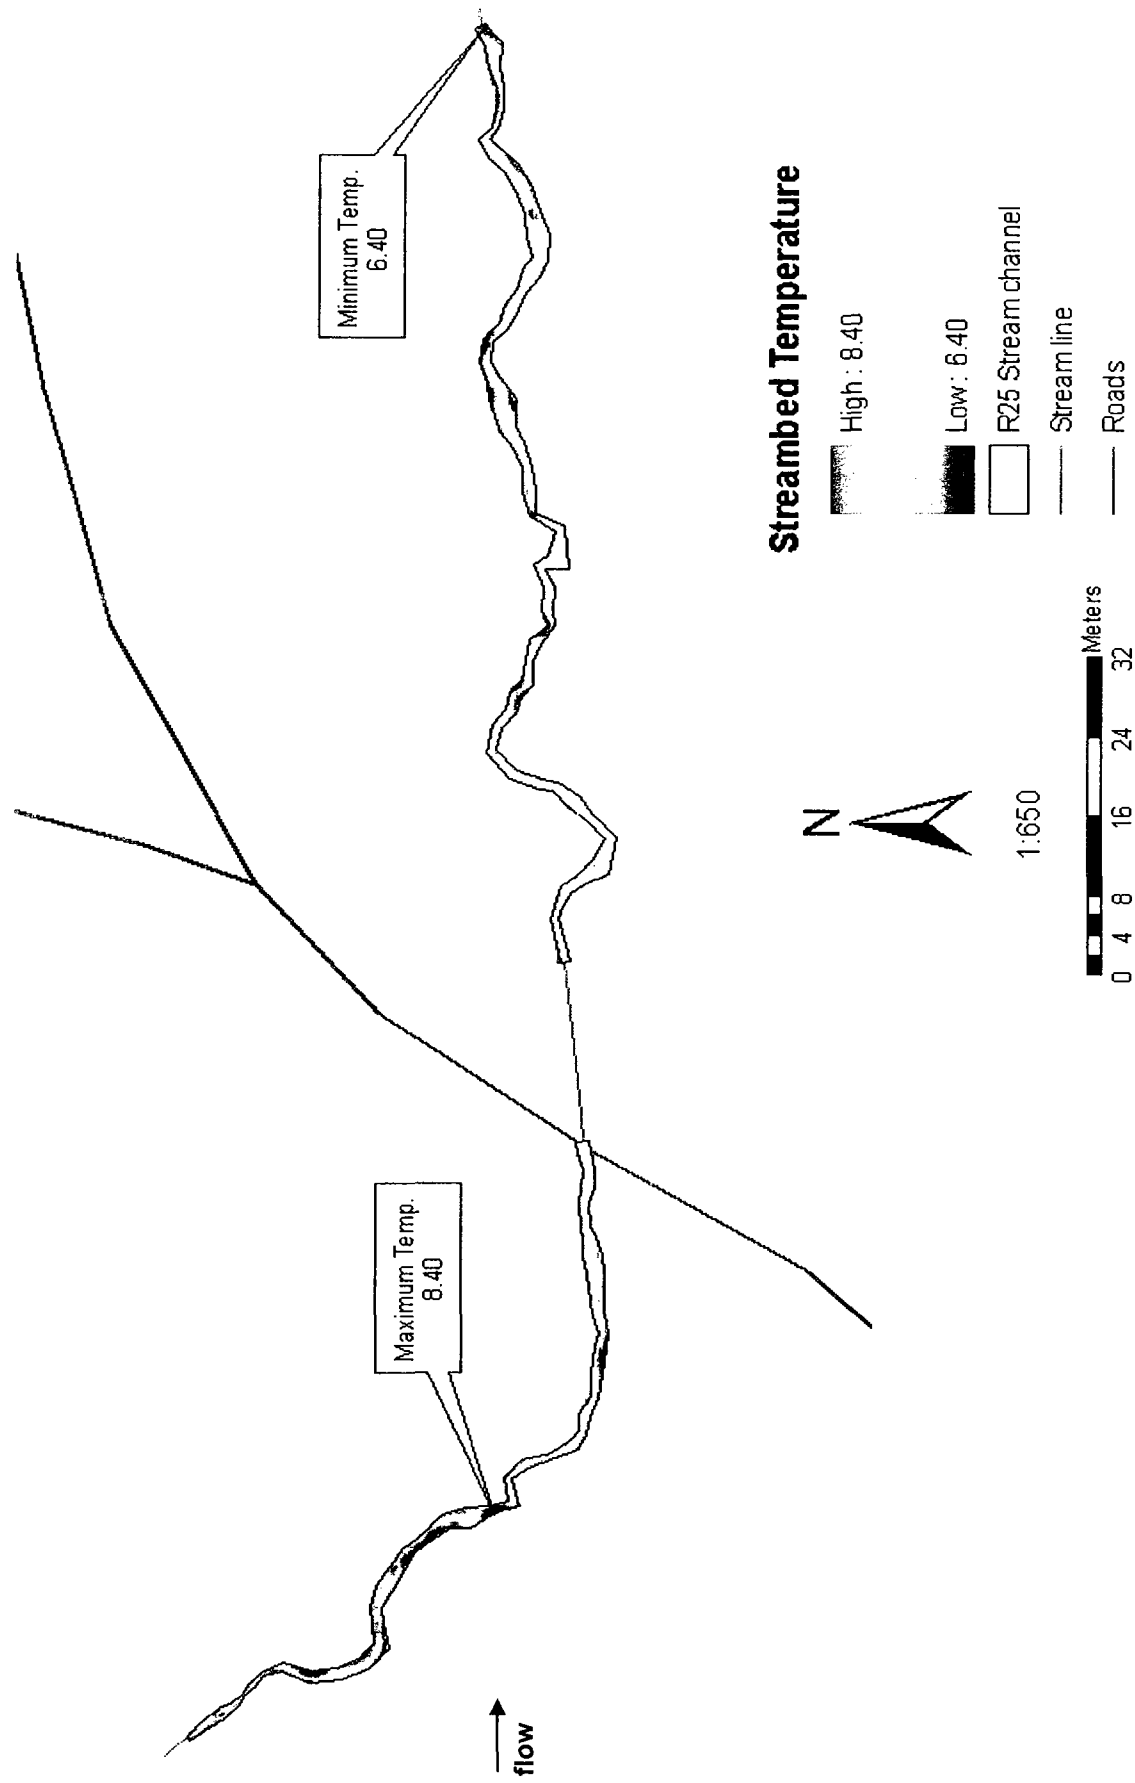 Minimum Temp.
6.40
Maximum Temp.
8.40
flow
Streambed Temperature
High : 8.40
Low : 6.40
R25 Stream channel
Stream line
Roads
N
1:650
Meters
0 4 8 16 24 32